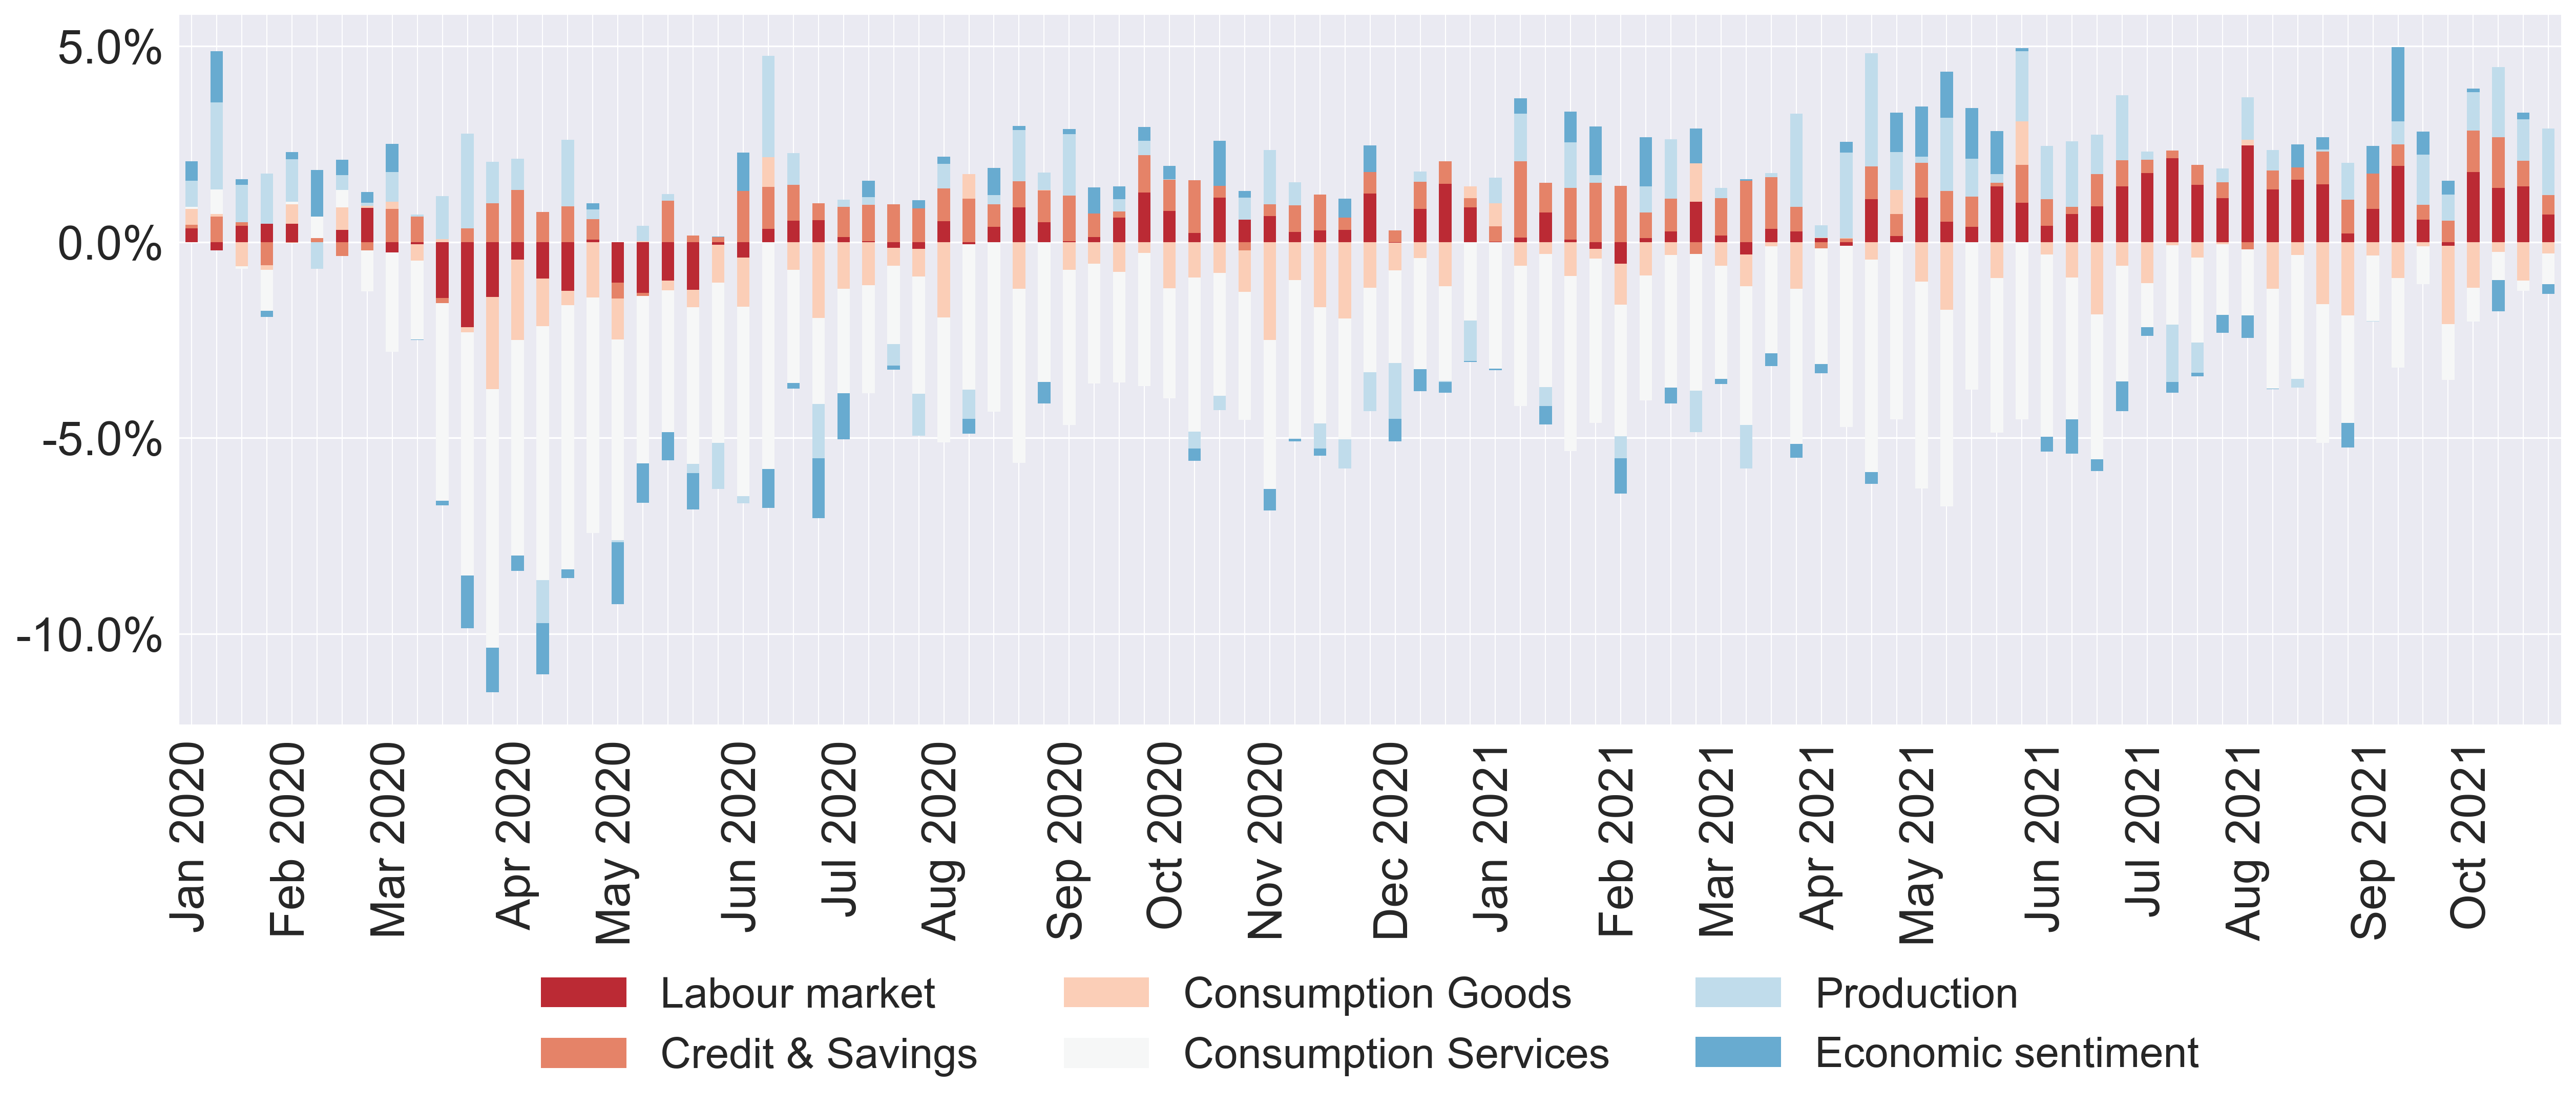 5.0%
0.0%
-5.0%
-10.0%
Jan 2020
Feb 2020
Mar 2020
Apr 2020
May 2020
Jun 2020
Jul 2020
Aug 2020
Sep 2020
Oct 2020
Nov 2020
Dec 2020
Jan 2021
Feb 2021
Mar 2021
Apr 2021
May 2021
Jun 2021
Jul 2021
Aug 2021
Sep 2021
Oct 2021
Labour market
Credit & Savings
Consumption Goods
Consumption Services
Production
Economic sentiment